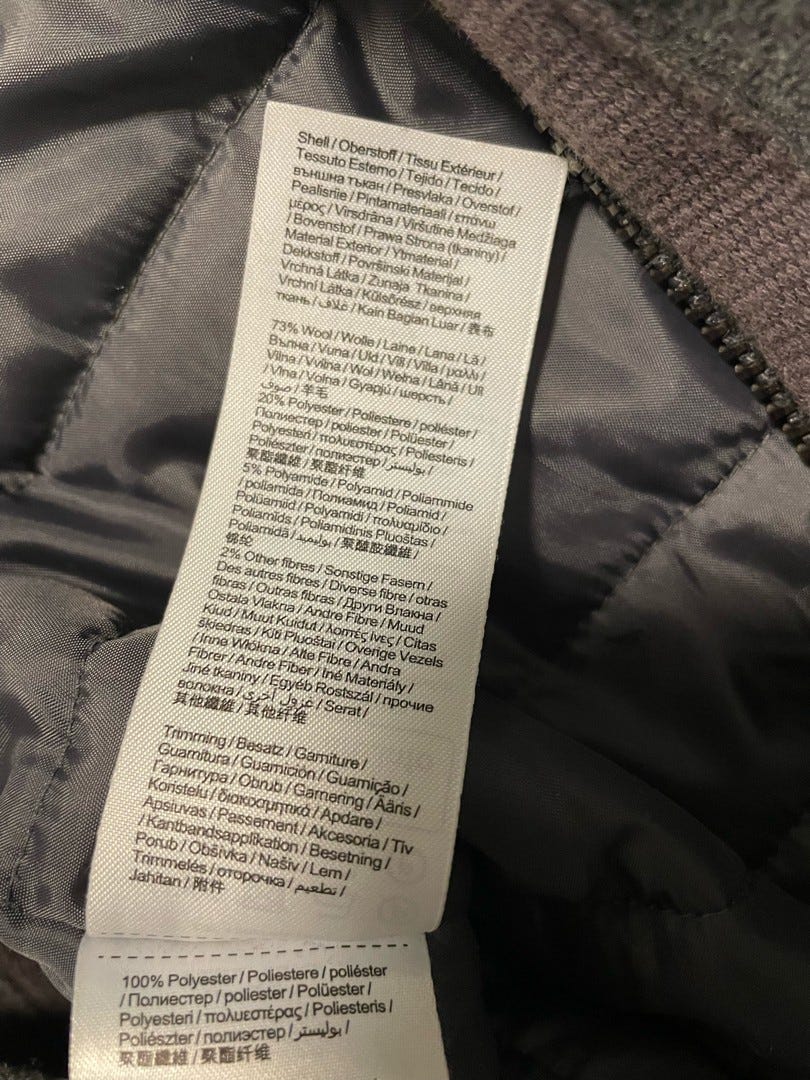 Shell / Oberstoff / Tissu Extérieur /
Tessuto Esterno / Tejido / Tecido /
външна тъкан / Presvlaka / Overstof /
Pealisriie / Pintamateriaali / επάνω
μέρος / Virsdrāna / Viršutinė Medžiaga
/ Bovenstof / Prawa Strona (tkaniny) /
Material Exterior / Ytmaterial /
Dekkstoff / Površinski Materijal /
Vrchná Látka / Zunaja Tkanina /
Vrchní Látka / Külsőrész / верхняя
ткань / غلاف / Kain Bagian Luar / 表布
73% Wool / Wolle / Laine / Lana / Lã /
Вълна / Vuna / Uld / Vill / Villa / μαλλί /
Vilna / Vvilna / Wol / Wełna / Lână / Ull
/ Vlna / Volna / Gyapjú / шерсть /
صوف / 羊毛
20% Polyester / Poliestere / poliéster /
Полиестер / poliester / Polüester /
Polyesteri / πολυεστέρας / Poliesteris /
Poliészter / полиэстер / بوليستر /
聚酯纖維 / 聚酯纤维
5% Polyamide / Polyamid / Poliammide
/ poliamida / Полиамид / Poliamid /
Polüamiid / Polyamidi / πολυαμίδιο /
Poliamīds / Poliamidinis Pluoštas /
Poliamidă / بوليميد / 聚醯胺纖維 /
锦纶
2% Other fibres / Sonstige Fasern /
Des autres fibres / Diverse fibre / otras
fibras / Outras fibras / Други Влакна /
Ostala Vlakna / Andre Fibre / Muud
Kiud / Muut Kuidut / λοιπές ίνες / Citas
šķiedras / Kiti Pluoštai / Overige Vezels
/ Inne Włókna / Alte Fibre / Andra
Fibrer / Andre Fiber / Iné Materiály /
Jiné tkaniny / Egyéb Rostszál / прочие
волокна / غزول أخرى / Serat /
其他纖維 / 其他纤维
Trimming / Besatz / Garniture /
Guarnitura / Guarnición / Guarnição /
Гарнитура / Obrub / Garnering / Ääris /
Koristelu / διακοσμητικά / Apdare /
Apsiuvas / Passement / Akcesoria / Tiv
/ Kantbandsapplikation / Besetning /
Porub / Obšívka / Našiv / Lem /
Trimmelés / оторочка / تطعيم /
Jahitan / 附件
100% Polyester / Poliestere / poliéster
/ Полиестер / poliester / Polüester /
Polyesteri / πολυεστέρας / Poliesteris /
Poliészter / полиэстер / بوليستر /
聚酯纖維 / 聚酯纤维